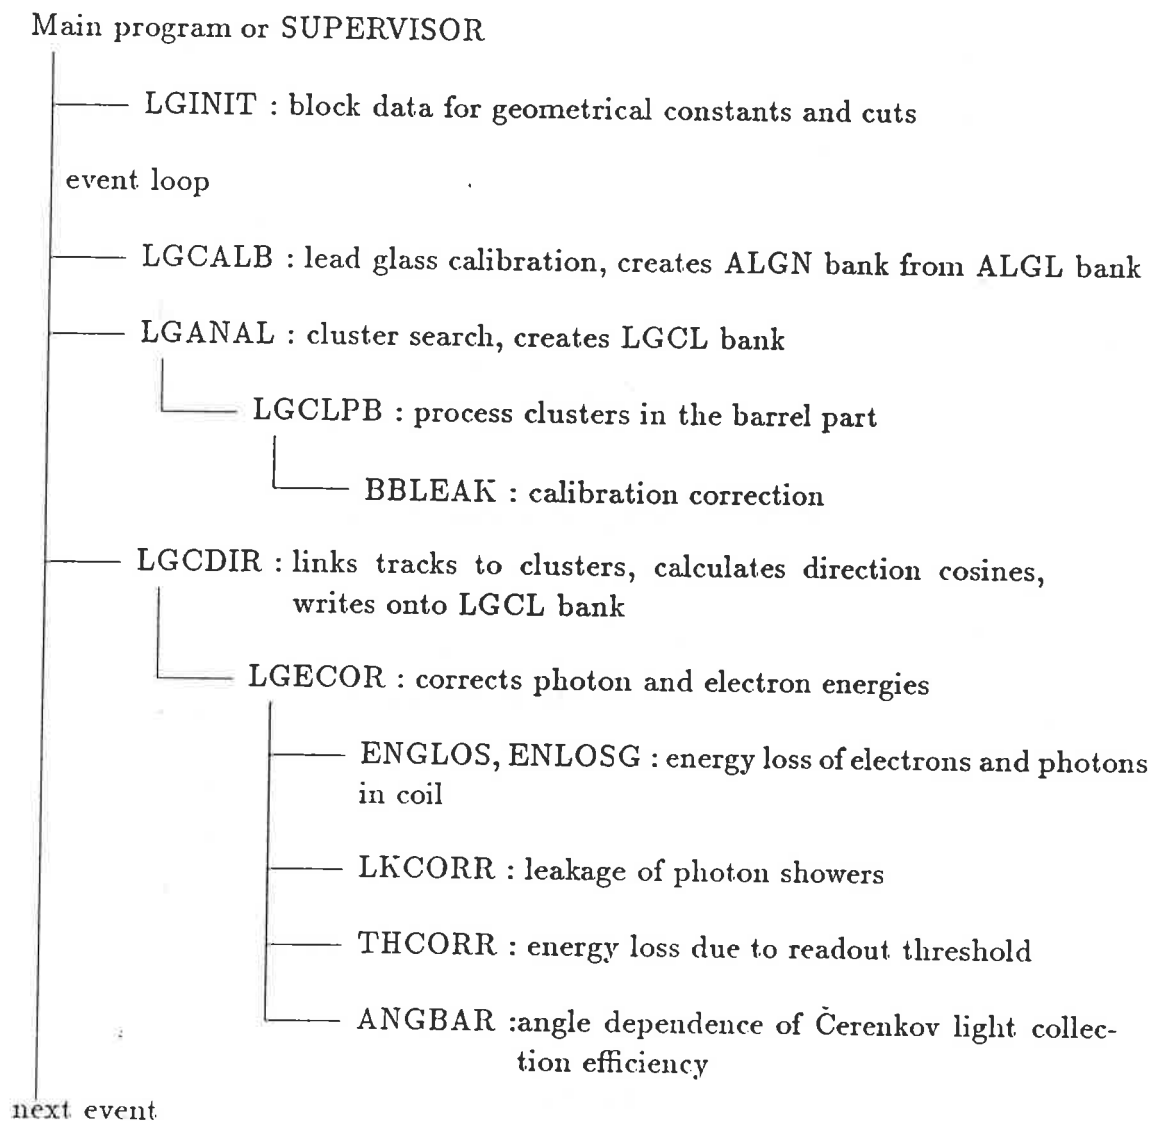 Main program or SUPERVISOR
LGINIT : block data for geometrical constants and cuts
event loop
LGCALB : lead glass calibration, creates ALGN bank from ALGL bank
LGANAL : cluster search, creates LGCL bank
LGCLPB : process clusters in the barrel part
BBLEAK : calibration correction
LGCDIR : links tracks to clusters, calculates direction cosines,
writes onto LGCL bank
LGECOR : corrects photon and electron energies
ENGLOS, ENLOSG : energy loss of electrons and photons
in coil
LKCORR : leakage of photon showers
THCORR : energy loss due to readout threshold
ANGBAR :angle dependence of Čerenkov light collec-
tion efficiency
next event